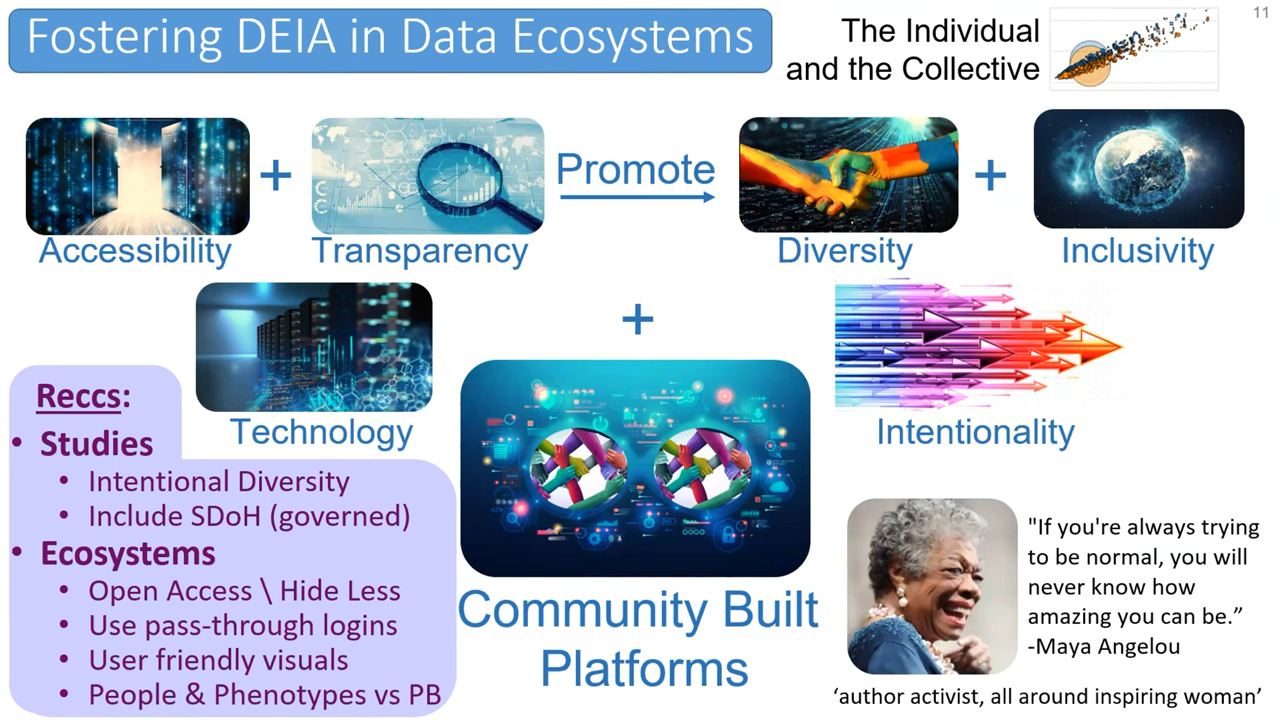 Fostering DEIA in Data Ecosystems
The Individual
and the Collective
11
Accessibility
+
Transparency
Promote
Diversity
+
Inclusivity
Technology
+
Intentionality
Reccs:
• Studies
• Intentional Diversity
• Include SDoH (governed)
• Ecosystems
• Open Access \ Hide Less
• Use pass-through logins
• User friendly visuals
• People & Phenotypes vs PB
Community Built
Platforms
"If you're always trying
to be normal, you will
never know how
amazing you can be.”
-Maya Angelou
‘author activist, all around inspiring woman’